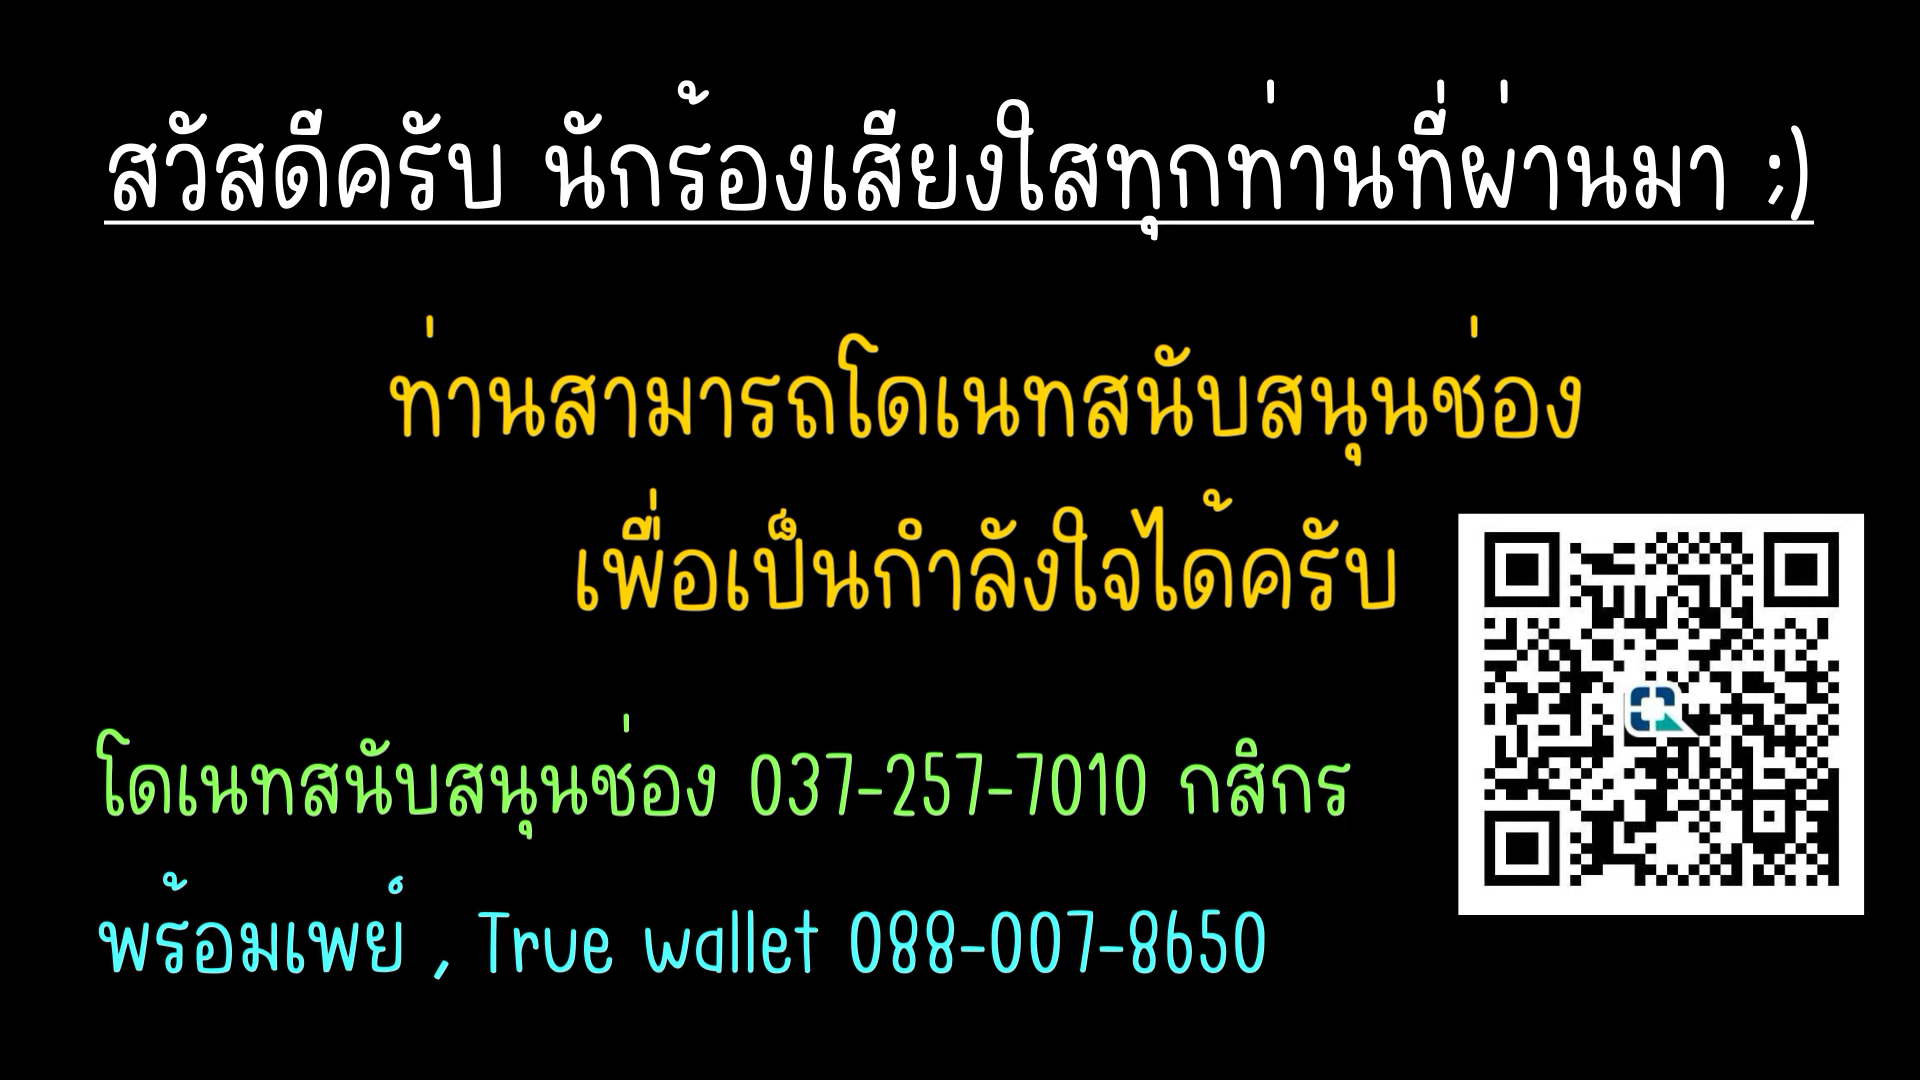 สวัสดีครับ นักร้องเสียงใสทุกท่านที่ผ่านมา ;)
ท่านสามารถโดเนทสนับสนุนช่อง
เพื่อเป็นกำลังใจได้ครับ
โดเนทสนับสนุนช่อง 037-257-7010 กสิกร
พร้อมเพย์ , True wallet 088-007-8650